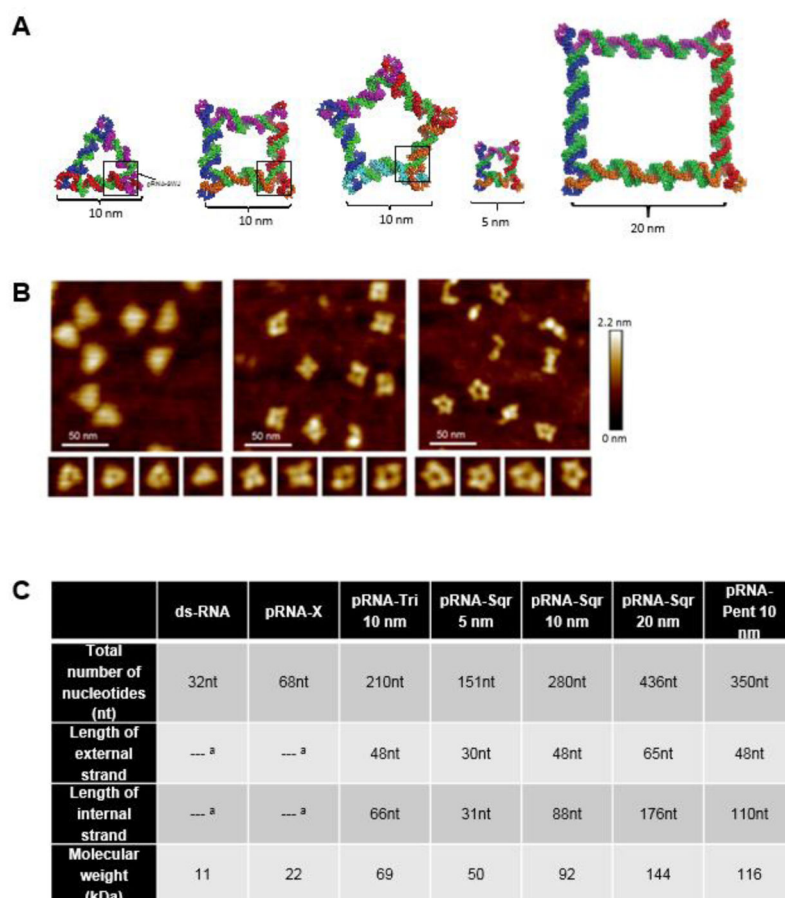 A
10 nm
10 nm
10 nm
5 nm
20 nm
B
2.2 nm
0 nm
50 nm
50 nm
50 nm
C
ds-RNA pRNA-X pRNA-Tri 10 nm pRNA-Sqr 5 nm pRNA-Sqr 10 nm pRNA-Sqr 20 nm pRNA-Pent 10 nm
Total number of nucleotides (nt) 32nt 68nt 210nt 151nt 280nt 436nt 350nt
Length of external strand --- a --- a 48nt 30nt 48nt 65nt 48nt
Length of internal strand --- a --- a 66nt 31nt 88nt 176nt 110nt
Molecular weight (kDa) 11 22 69 50 92 144 116